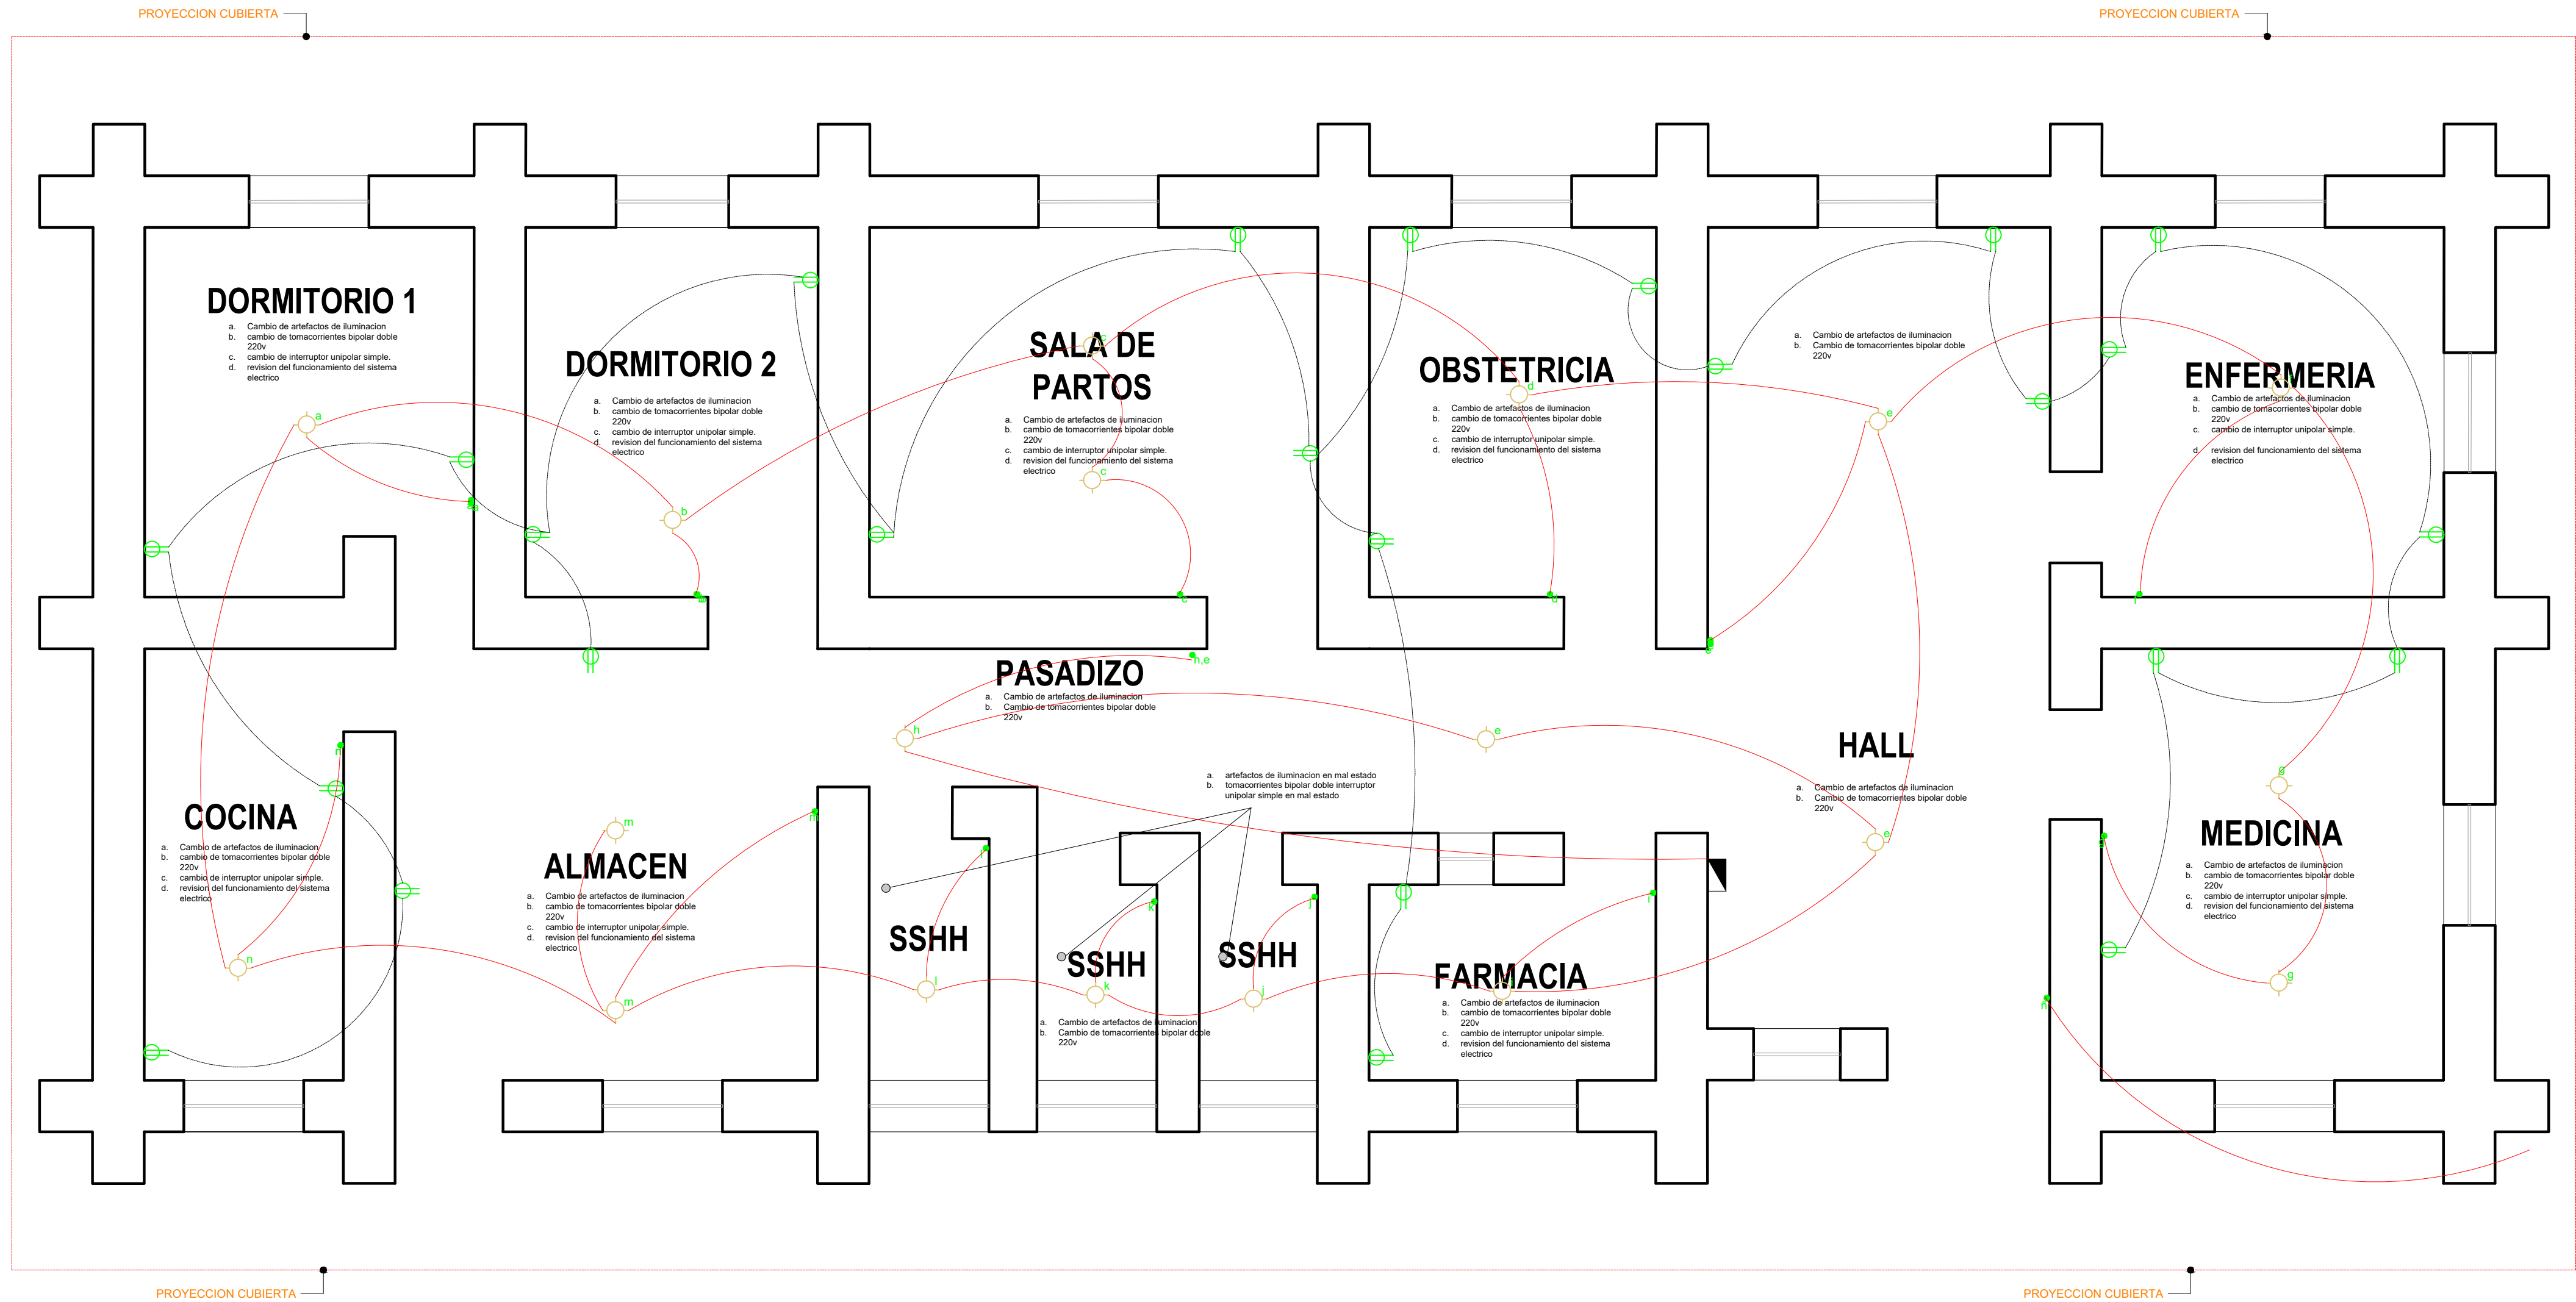 PROYECCION CUBIERTA
PROYECCION CUBIERTA
DORMITORIO 1
a. Cambio de artefactos de iluminacion
b. cambio de tomacorrientes bipolar doble
220v
c. cambio de interruptor unipolar simple.
d. revision del funcionamiento del sistema
electrico
DORMITORIO 2
a. Cambio de artefactos de iluminacion
b. cambio de tomacorrientes bipolar doble
220v
c. cambio de interruptor unipolar simple.
d. revision del funcionamiento del sistema
electrico
SALA DE
PARTOS
a. Cambio de artefactos de iluminacion
b. cambio de tomacorrientes bipolar doble
220v
c. cambio de interruptor unipolar simple.
d. revision del funcionamiento del sistema
electrico
OBSTETRICIA
a. Cambio de artefactos de iluminacion
b. cambio de tomacorrientes bipolar doble
220v
c. cambio de interruptor unipolar simple.
d. revision del funcionamiento del sistema
electrico
a. Cambio de artefactos de iluminacion
b. Cambio de tomacorrientes bipolar doble
220v
ENFERMERIA
a. Cambio de artefactos de iluminacion
b. cambio de tomacorrientes bipolar doble
220v
c. cambio de interruptor unipolar simple.
d. revision del funcionamiento del sistema
electrico
a
b
c
c
d
e
c
d
PASADIZO
a. Cambio de artefactos de iluminacion
b. Cambio de tomacorrientes bipolar doble
220v
h,e
h
e
HALL
a. Cambio de artefactos de iluminacion
b. Cambio de tomacorrientes bipolar doble
220v
e
a. artefactos de iluminacion en mal estado
b. tomacorrientes bipolar doble interruptor
unipolar simple en mal estado
COCINA
a. Cambio de artefactos de iluminacion
b. cambio de tomacorrientes bipolar doble
220v
c. cambio de interruptor unipolar simple.
d. revision del funcionamiento del sistema
electrico
n
m
ALMACEN
a. Cambio de artefactos de iluminacion
b. cambio de tomacorrientes bipolar doble
220v
c. cambio de interruptor unipolar simple.
d. revision del funcionamiento del sistema
electrico
m
SSHH
l
SSHH
k
k
a. Cambio de artefactos de iluminacion
b. Cambio de tomacorrientes bipolar doble
220v
SSHH
j
j
FARMACIA
a. Cambio de artefactos de iluminacion
b. cambio de tomacorrientes bipolar doble
220v
c. cambio de interruptor unipolar simple.
d. revision del funcionamiento del sistema
electrico
g
MEDICINA
a. Cambio de artefactos de iluminacion
b. cambio de tomacorrientes bipolar doble
220v
c. cambio de interruptor unipolar simple.
d. revision del funcionamiento del sistema
electrico
g
ñ
PROYECCION CUBIERTA
PROYECCION CUBIERTA